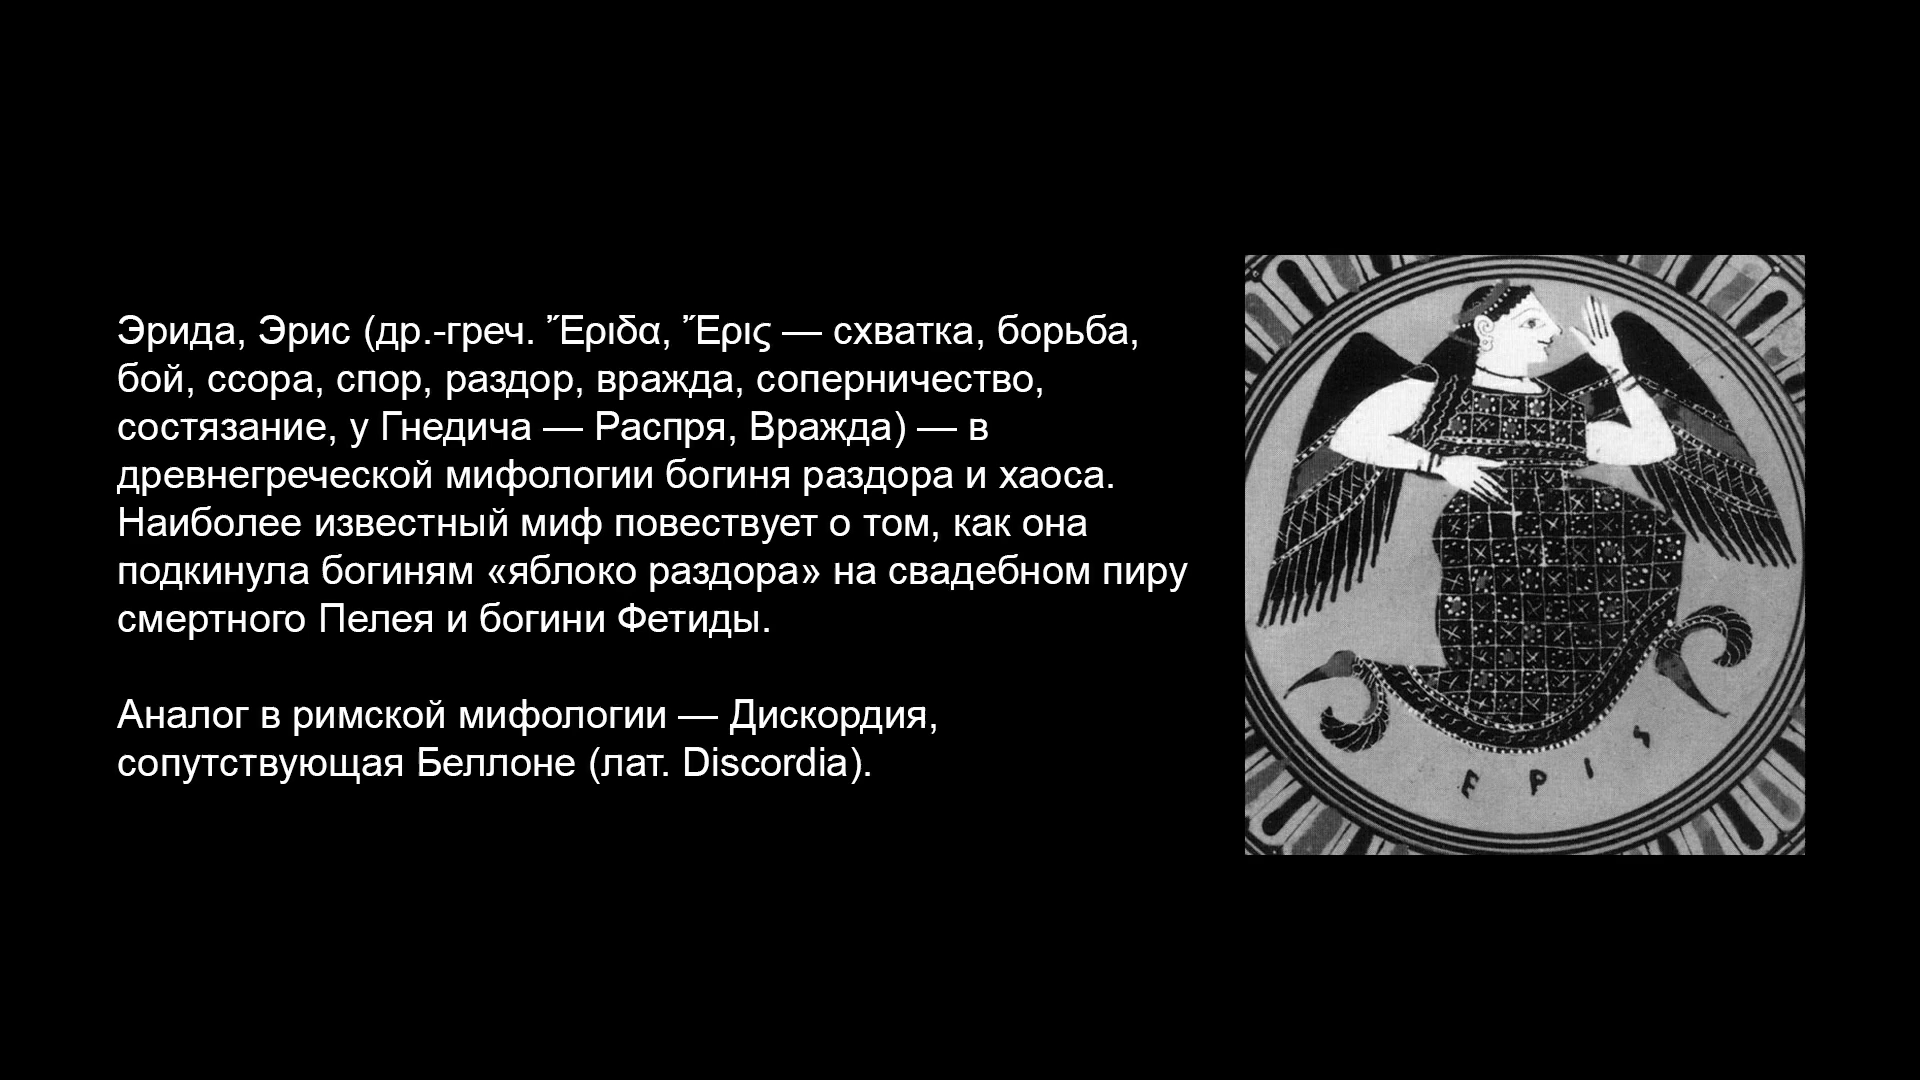 Эрида, Эрис (др.-греч. Ἔριδα, Ἔρις — схватка, борьба,
бой, ссора, спор, раздор, вражда, соперничество,
состязание, у Гнедича — Распря, Вражда) — в
древнегреческой мифологии богиня раздора и хаоса.
Наиболее известный миф повествует о том, как она
подкинула богиням «яблоко раздора» на свадебном пиру
смертного Пелея и богини Фетиды.
Аналог в римской мифологии — Дискордия,
сопутствующая Беллоне (лат. Discordia).
ΕΡΙΣ